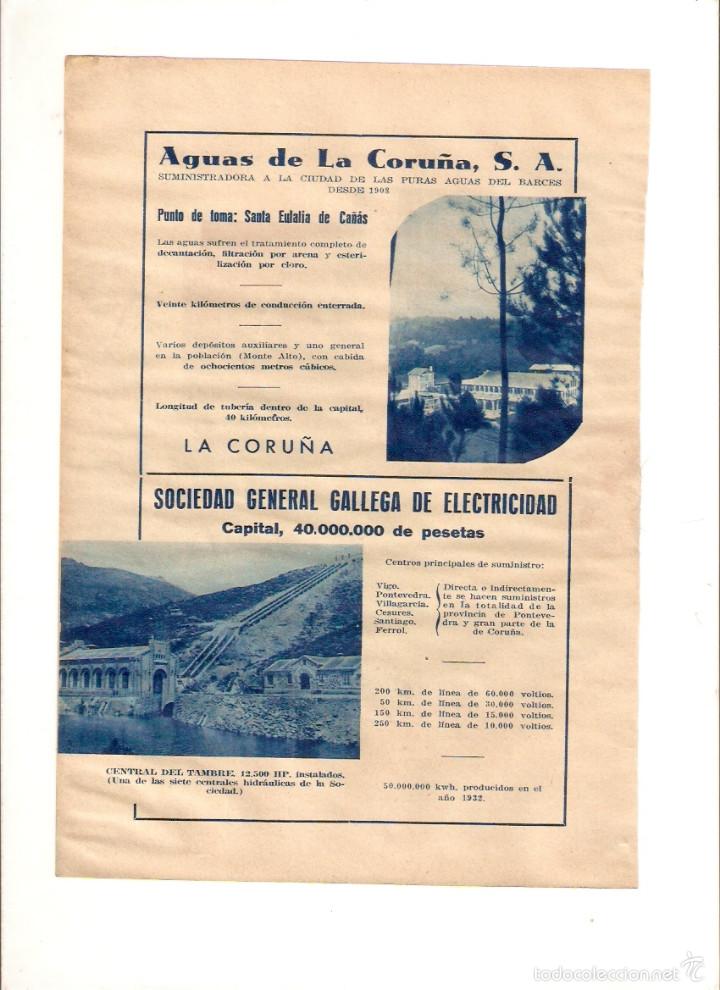 Aguas de La Coruña, S. A.
SUMINISTRADORA A LA CIUDAD DE LAS PURAS AGUAS DEL BARCES
DESDE 1908
Punto de toma: Santa Eulalia de Cañás
Las aguas sufren el tratamiento completo de
decantación, filtración por arena y esteri-
lización por cloro.
Veinte kilómetros de conducción enterrada.
Varios depósitos auxiliares y uno general
en la población (Monte Alto), con cabida
de ochocientos metros cúbicos.
Longitud de tubería dentro de la capital,
40 kilómetros.
LA CORUÑA
SOCIEDAD GENERAL GALLEGA DE ELECTRICIDAD
Capital, 40.000.000 de pesetas
Centros principales de suministro:
Vigo.
Pontevedra.
Villagarcía.
Cesures.
Santiago.
Ferrol.
Directa o indirectamen-
te se hacen suministros
en la totalidad de la
provincia de Ponteve-
dra y gran parte de la
de Coruña.
200 km. de línea de 60.000 voltios.
50 km. de línea de 30.000 voltios.
150 km. de línea de 15.000 voltios.
250 km. de línea de 10.000 voltios.
50.000.000 kwh. producidos en el
año 1932.
CENTRAL DEL TAMBRE. 12.500 HP. instalados.
(Una de las siete centrales hidráulicas de la So-
ciedad.)
todocoleccion.net